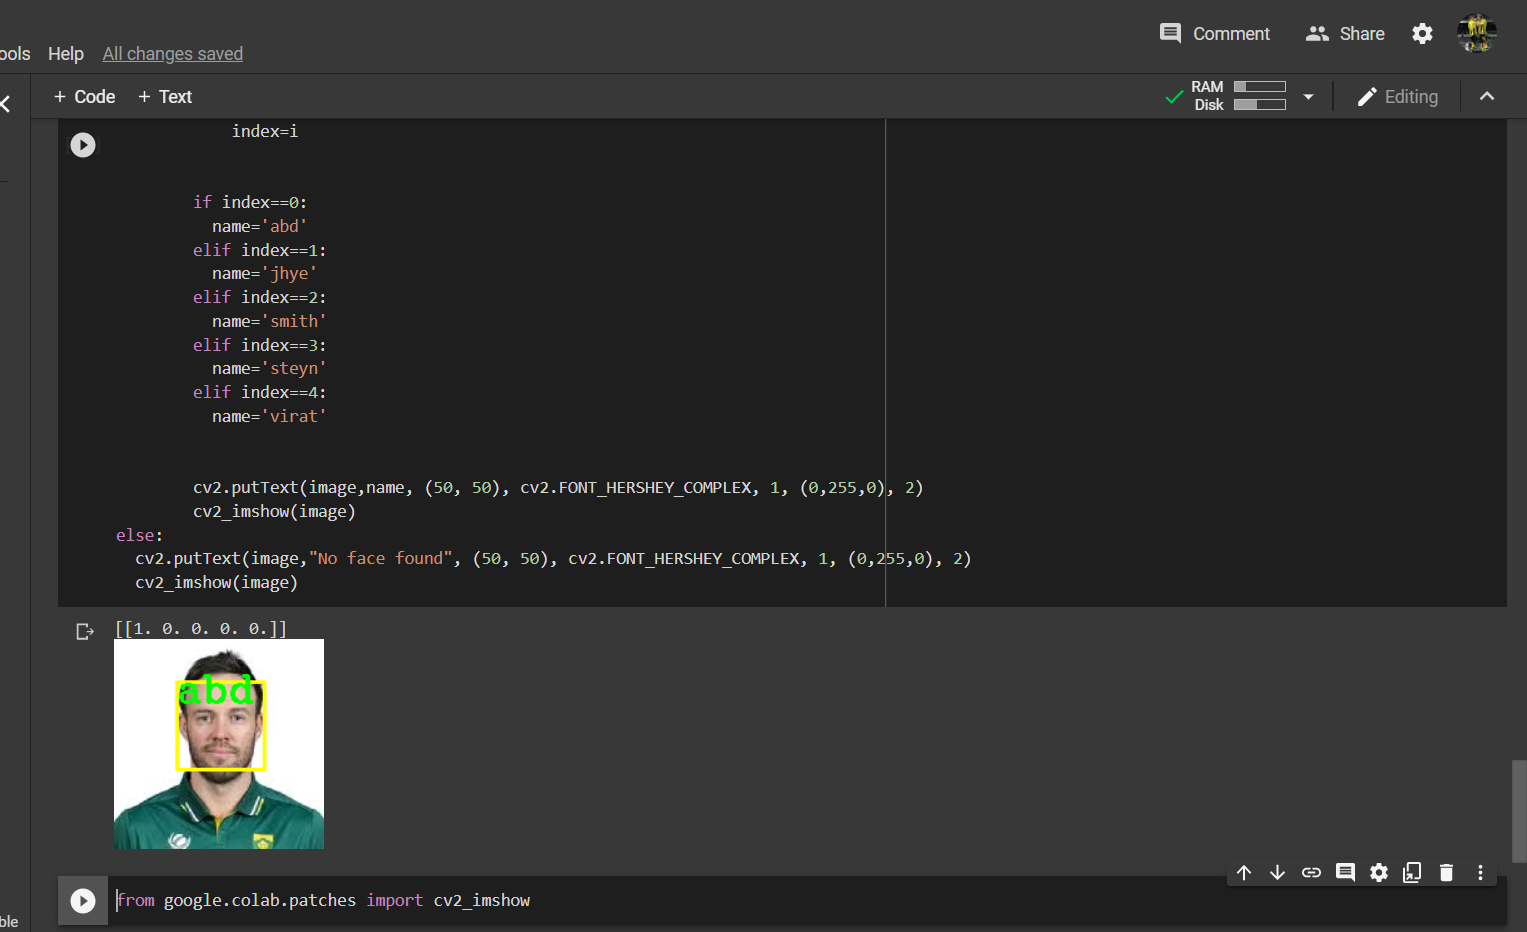 Comment
Share
ools Help All changes saved
+ Code + Text
RAM
Disk
Editing
index=i
if index==0:
name='abd'
elif index==1:
name='jhye'
elif index==2:
name='smith'
elif index==3:
name='steyn'
elif index==4:
name='virat'
cv2.putText(image,name, (50, 50), cv2.FONT_HERSHEY_COMPLEX, 1, (0,255,0), 2)
cv2_imshow(image)
else:
cv2.putText(image,"No face found", (50, 50), cv2.FONT_HERSHEY_COMPLEX, 1, (0,255,0), 2)
cv2_imshow(image)
[[1. 0. 0. 0. 0.]]
abd
from google.colab.patches import cv2_imshow
ble